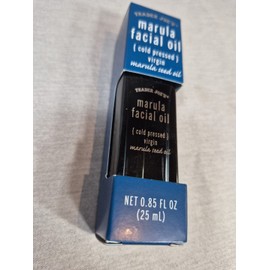 TRADER JOE'S
marula
facial oil
( cold pressed )
virgin
marula seed oil
TRADER JOE'S
marula
facial oil
( cold pressed )
virgin
marula seed oil
NET 0.85 FL OZ
(25 mL)